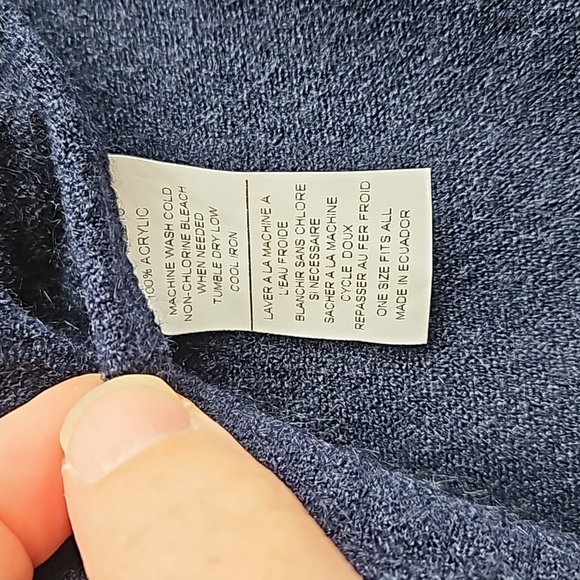 100% ACRYLIC
MACHINE WASH COLD
NON-CHLORINE BLEACH
WHEN NEEDED
TUMBLE DRY LOW
COOL IRON
LAVER A LA MACHINE A
L'EAU FROIDE
BLANCHIR SANS CHLORE
SI NECESSAIRE
SACHER A LA MACHINE
CYCLE DOUX
REPASSER AU FER FROID
ONE SIZE FITS ALL
MADE IN ECUADOR